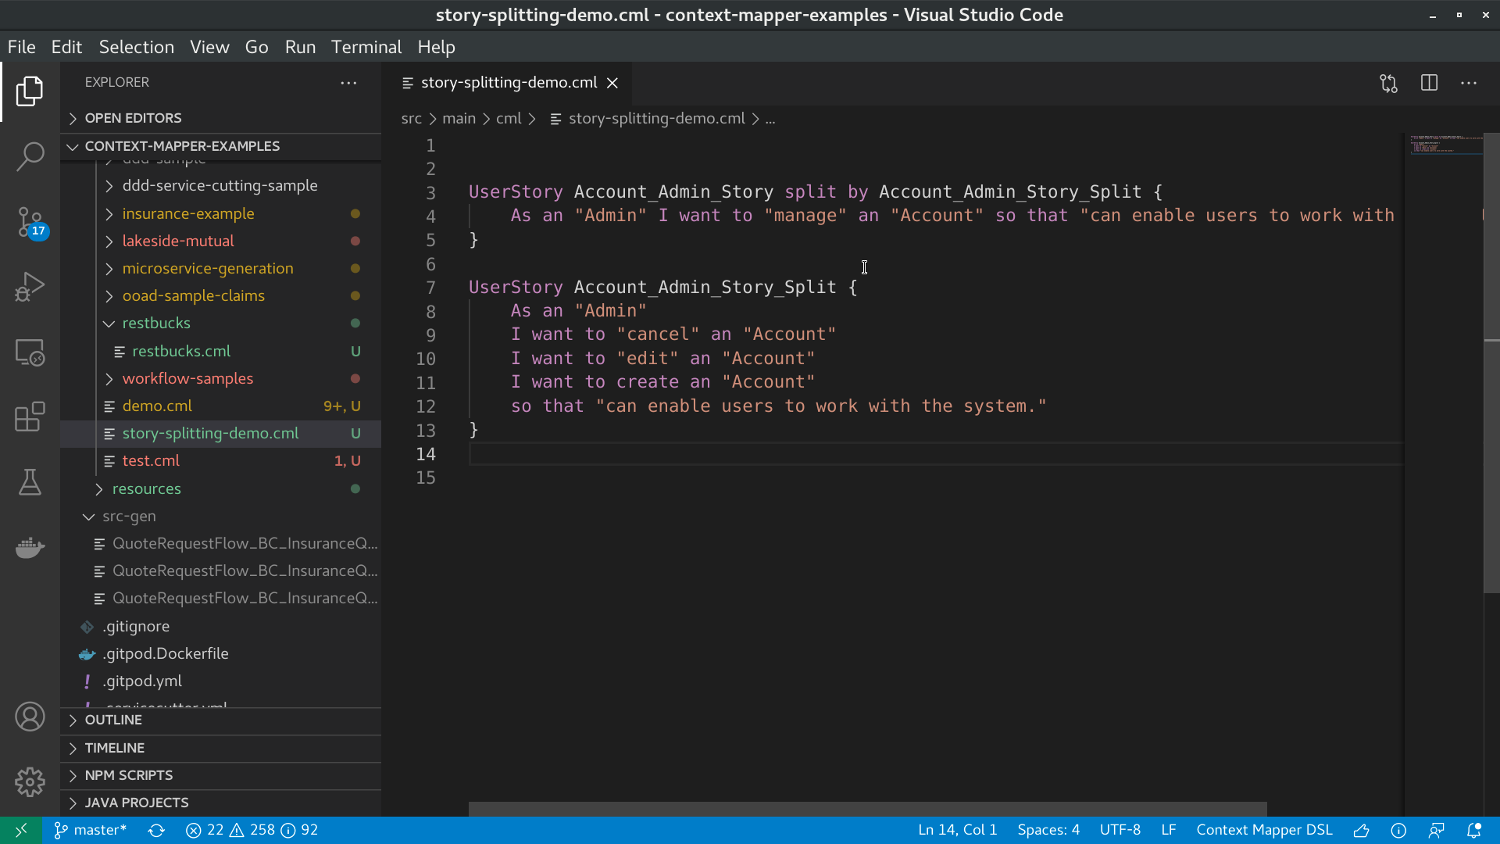 story-splitting-demo.cml - context-mapper-examples - Visual Studio Code
File Edit Selection View Go Run Terminal Help
EXPLORER
OPEN EDITORS
CONTEXT-MAPPER-EXAMPLES
ddd-sample
ddd-service-cutting-sample
insurance-example
lakeside-mutual
microservice-generation
ooad-sample-claims
restbucks
restbucks.cml U
workflow-samples
demo.cml 9+, U
story-splitting-demo.cml U
test.cml 1, U
resources
src-gen
QuoteRequestFlow_BC_InsuranceQ...
QuoteRequestFlow_BC_InsuranceQ...
QuoteRequestFlow_BC_InsuranceQ...
.gitignore
.gitpod.Dockerfile
.gitpod.yml
.servicecutter.yml
OUTLINE
TIMELINE
NPM SCRIPTS
JAVA PROJECTS
17
story-splitting-demo.cml
src > main > cml > story-splitting-demo.cml > ...
1
2
3 UserStory Account_Admin_Story split by Account_Admin_Story_Split {
4 As an "Admin" I want to "manage" an "Account" so that "can enable users to work with
5 }
6
7 UserStory Account_Admin_Story_Split {
8 As an "Admin"
9 I want to "cancel" an "Account"
10 I want to "edit" an "Account"
11 I want to create an "Account"
12 so that "can enable users to work with the system."
13 }
14
15
master* 22 258 92 Ln 14, Col 1 Spaces: 4 UTF-8 LF Context Mapper DSL